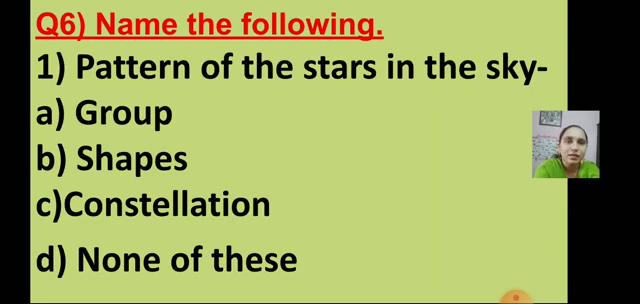 Q6) Name the following.
1) Pattern of the stars in the sky-
a) Group
b) Shapes
c)Constellation
d) None of these